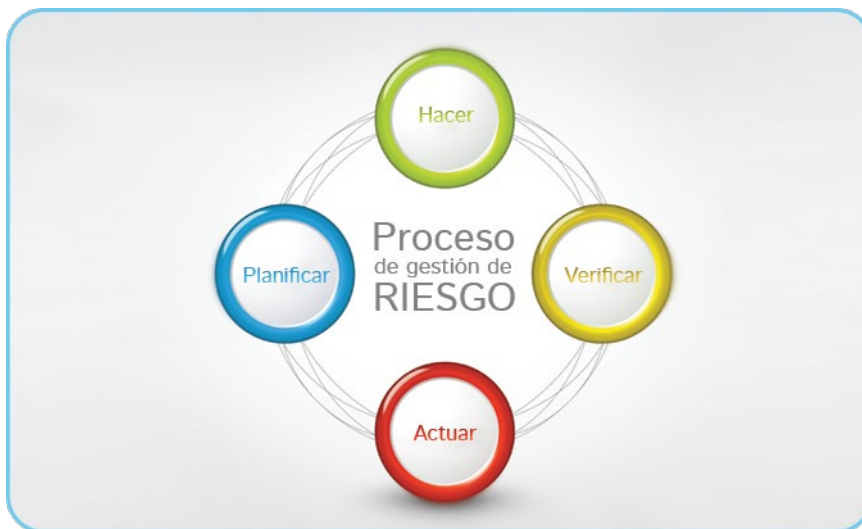 Hacer
Planificar
Proceso
de gestión de
RIESGO
Verificar
Actuar